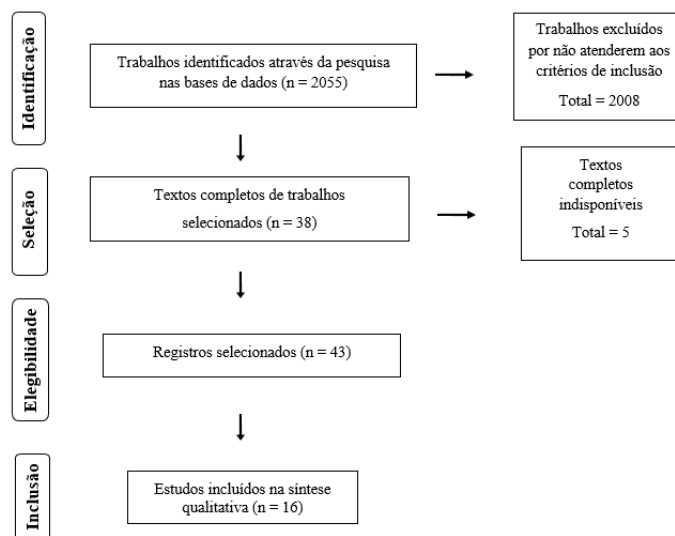 Identificação
Trabalhos identificados através da pesquisa
nas bases de dados (n = 2055)
Trabalhos excluídos
por não atenderem aos
critérios de inclusão
Total = 2008
Seleção
Textos completos de trabalhos
selecionados (n = 38)
Textos
completos
indisponíveis
Total = 5
Elegibilidade
Registros selecionados (n = 43)
Inclusão
Estudos incluídos na síntese
qualitativa (n = 16)